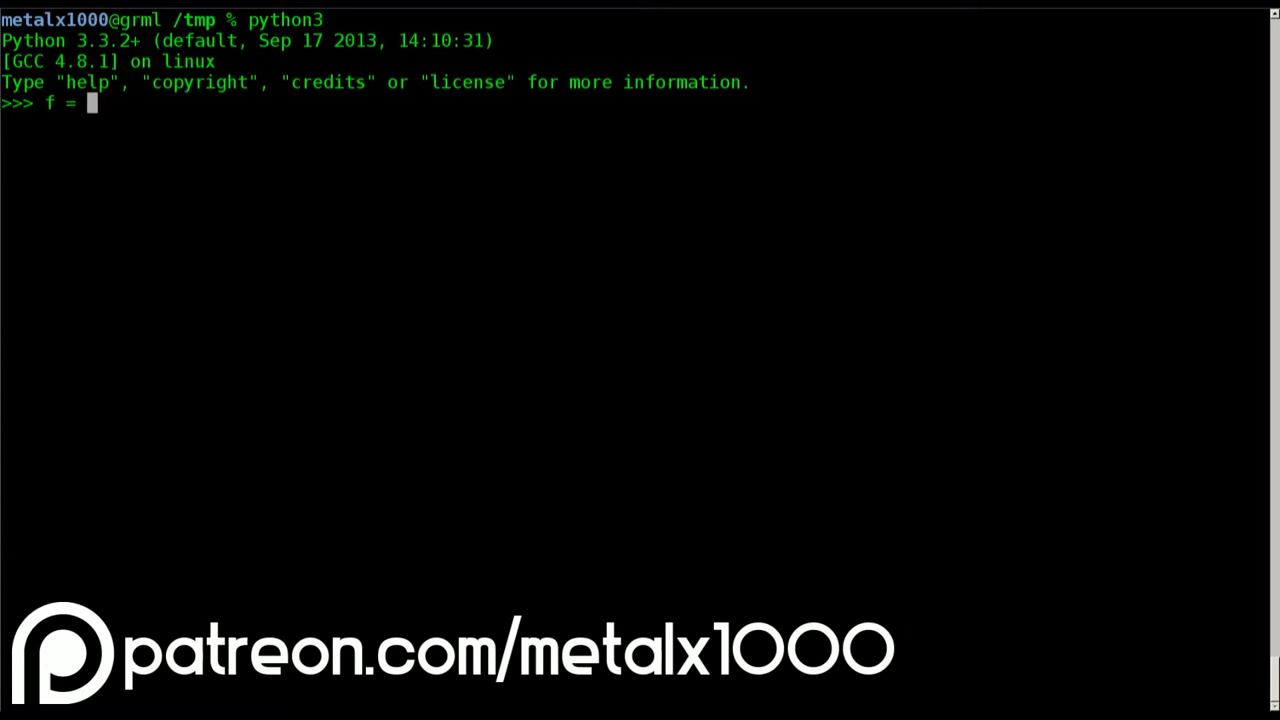 metalx1000@grml /tmp % python3
Python 3.3.2+ (default, Sep 17 2013, 14:10:31)
[GCC 4.8.1] on linux
Type "help", "copyright", "credits" or "license" for more information.
>>> f =
patreon.com/metalx1000